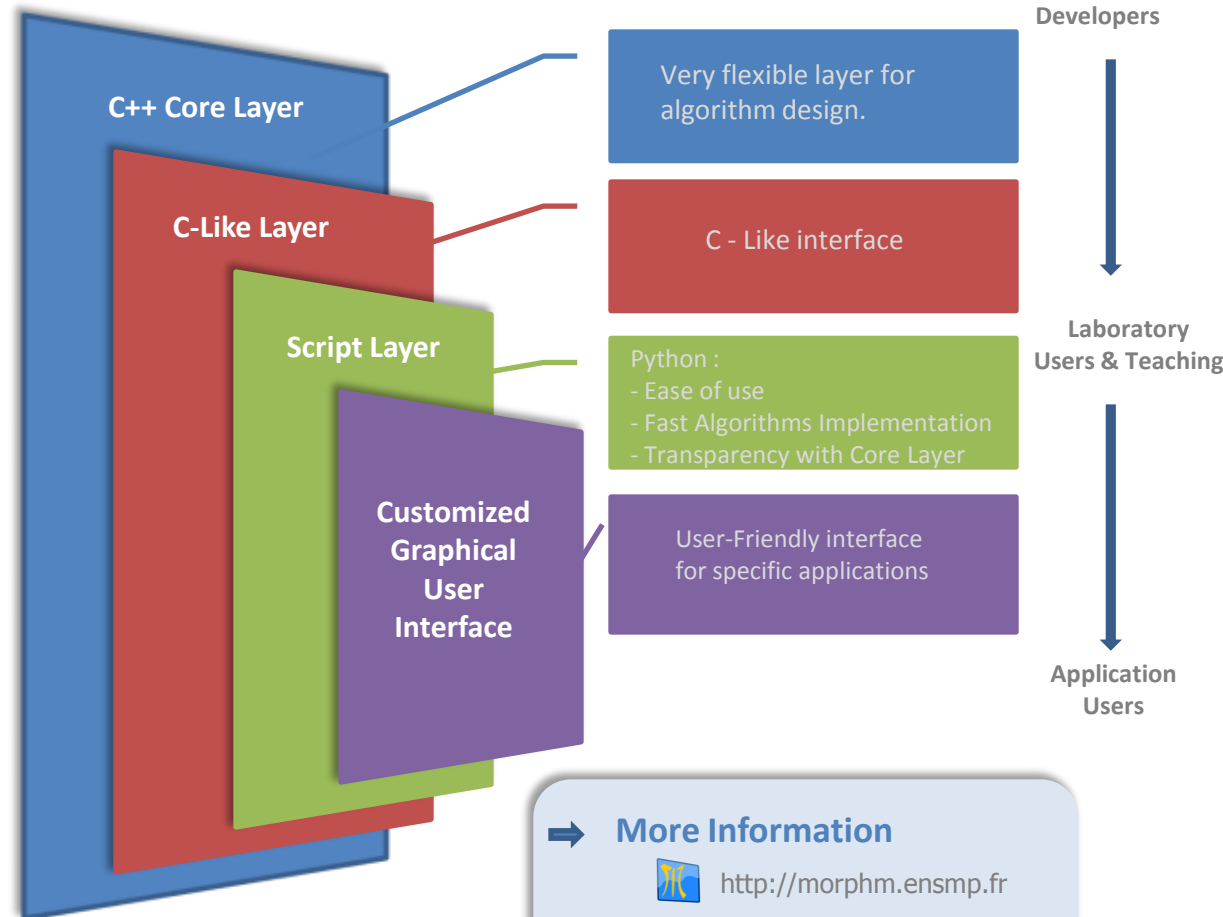 Developers
C++ Core Layer
Very flexible layer for
algorithm design.
C-Like Layer
C - Like interface
Script Layer
Python :
- Ease of use
- Fast Algorithms Implementation
- Transparency with Core Layer
Laboratory
Users & Teaching
Customized
Graphical
User
Interface
User-Friendly interface
for specific applications
Application
Users
More Information
http://morphm.ensmp.fr